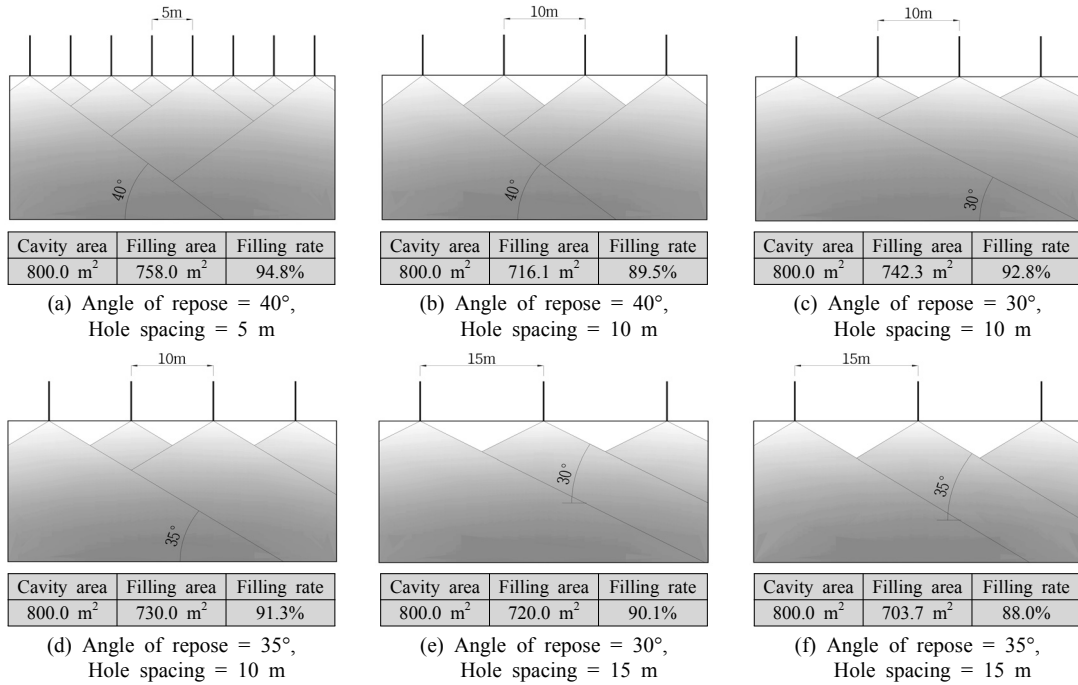 5m
40°
Cavity area Filling area Filling rate
800.0 m² 758.0 m² 94.8%
(a) Angle of repose = 40°,
Hole spacing = 5 m
10m
40°
Cavity area Filling area Filling rate
800.0 m² 716.1 m² 89.5%
(b) Angle of repose = 40°,
Hole spacing = 10 m
10m
30°
Cavity area Filling area Filling rate
800.0 m² 742.3 m² 92.8%
(c) Angle of repose = 30°,
Hole spacing = 10 m
10m
35°
Cavity area Filling area Filling rate
800.0 m² 730.0 m² 91.3%
(d) Angle of repose = 35°,
Hole spacing = 10 m
15m
30°
Cavity area Filling area Filling rate
800.0 m² 720.0 m² 90.1%
(e) Angle of repose = 30°,
Hole spacing = 15 m
15m
35°
Cavity area Filling area Filling rate
800.0 m² 703.7 m² 88.0%
(f) Angle of repose = 35°,
Hole spacing = 15 m